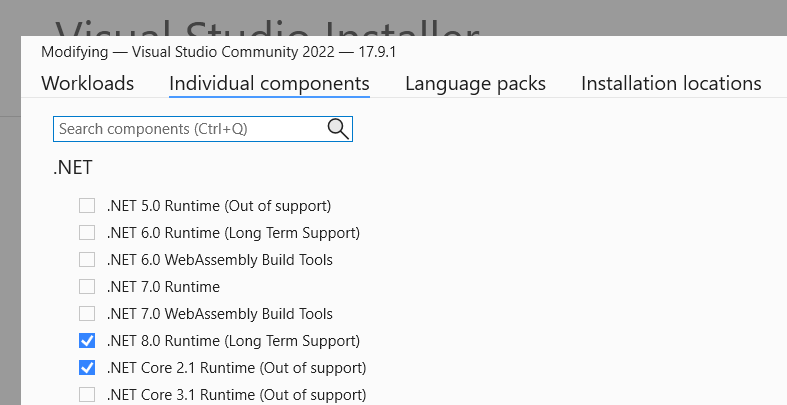 Visual Studio Installer
Modifying — Visual Studio Community 2022 — 17.9.1
Workloads Individual components Language packs Installation locations
Search components (Ctrl+Q)
.NET
.NET 5.0 Runtime (Out of support)
.NET 6.0 Runtime (Long Term Support)
.NET 6.0 WebAssembly Build Tools
.NET 7.0 Runtime
.NET 7.0 WebAssembly Build Tools
.NET 8.0 Runtime (Long Term Support)
.NET Core 2.1 Runtime (Out of support)
.NET Core 3.1 Runtime (Out of support)